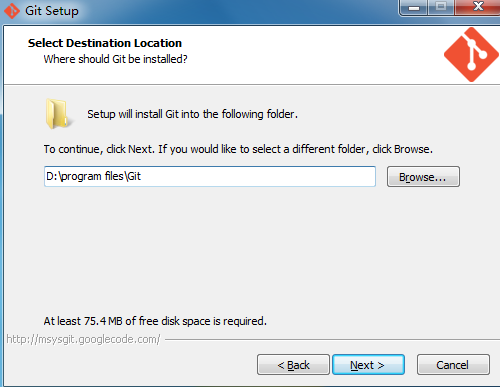 Git Setup
Select Destination Location
Where should Git be installed?
Setup will install Git into the following folder.
To continue, click Next. If you would like to select a different folder, click Browse.
D:\program files\Git
Browse...
At least 75.4 MB of free disk space is required.
http://msysgit.googlecode.com/
< Back
Next >
Cancel